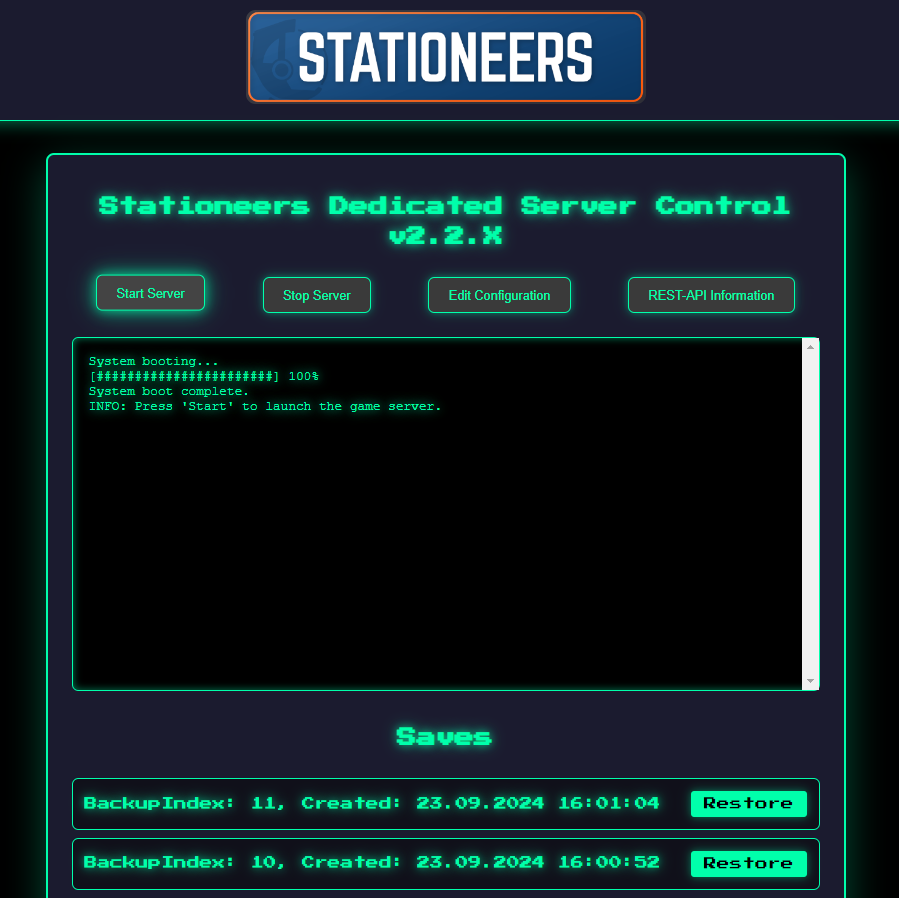 STATIONEERS
Stationeers Dedicated Server Control
v2.2.X
Start Server
Stop Server
Edit Configuration
REST-API Information
System booting...
[#######################] 100%
System boot complete.
INFO: Press 'Start' to launch the game server.
Saves
BackupIndex: 11, Created: 23.09.2024 16:01:04
Restore
BackupIndex: 10, Created: 23.09.2024 16:00:52
Restore